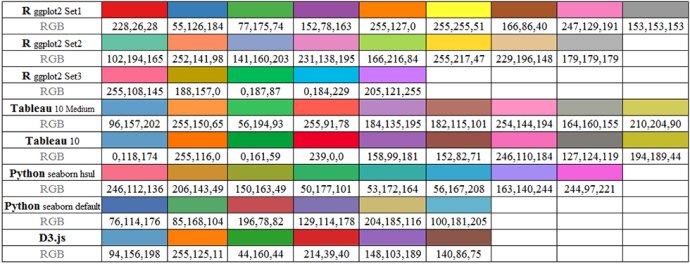 R ggplot2 Set1
RGB 228,26,28 55,126,184 77,175,74 152,78,163 255,127,0 255,255,51 166,86,40 247,129,191 153,153,153
R ggplot2 Set2
RGB 102,194,165 252,141,98 141,160,203 231,138,195 166,216,84 255,217,47 229,196,148 179,179,179
R ggplot2 Set3
RGB 255,108,145 188,157,0 0,187,87 0,184,229 205,121,255
Tableau 10 Medium
RGB 96,157,202 255,150,65 56,194,93 255,91,78 184,135,195 182,115,101 254,144,194 164,160,155 210,204,90
Tableau 10
RGB 0,118,174 255,116,0 0,161,59 239,0,0 158,99,181 152,82,71 246,110,184 127,124,119 194,189,44
Python seaborn hsul
RGB 246,112,136 206,143,49 150,163,49 50,177,101 53,172,164 56,167,208 163,140,244 244,97,221
Python seaborn default
RGB 76,114,176 85,168,104 196,78,82 129,114,178 204,185,116 100,181,205
D3.js
RGB 94,156,198 255,125,11 44,160,44 214,39,40 148,103,189 140,86,75